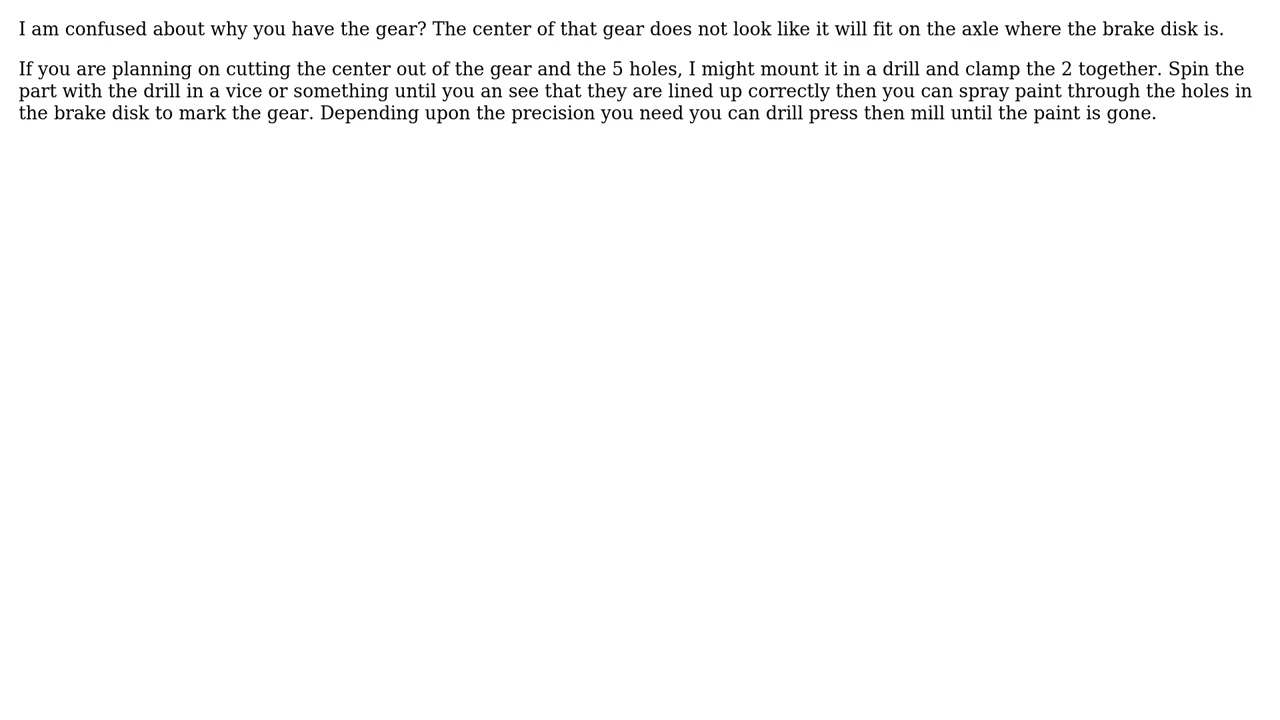 I am confused about why you have the gear? The center of that gear does not look like it will fit on the axle where the brake disk is.
If you are planning on cutting the center out of the gear and the 5 holes, I might mount it in a drill and clamp the 2 together. Spin the
part with the drill in a vice or something until you an see that they are lined up correctly then you can spray paint through the holes in
the brake disk to mark the gear. Depending upon the precision you need you can drill press then mill until the paint is gone.